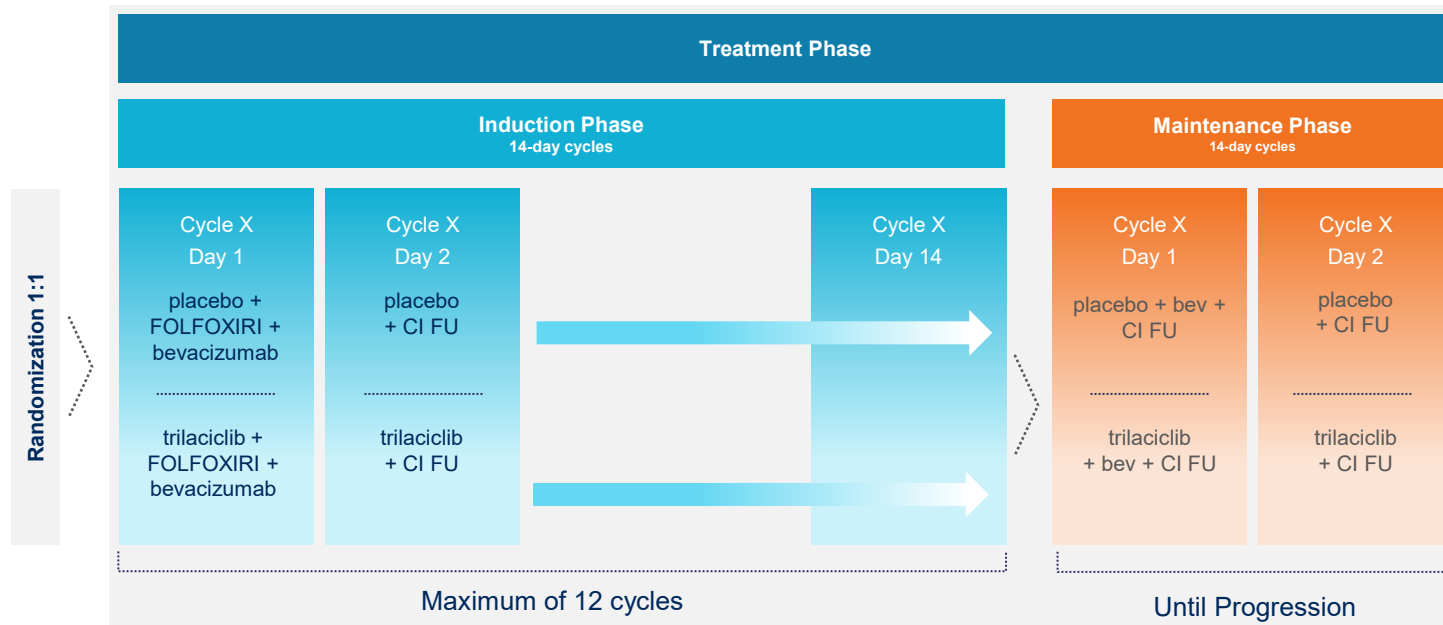 Treatment Phase
Induction Phase
14-day cycles
Maintenance Phase
14-day cycles
Randomization 1:1
Cycle X
Day 1
placebo +
FOLFOXIRI +
bevacizumab
trilaciclib +
FOLFOXIRI +
bevacizumab
Cycle X
Day 2
placebo
+ CI FU
trilaciclib
+ CI FU
Cycle X
Day 14
Cycle X
Day 1
placebo + bev +
CI FU
trilaciclib
+ bev + CI FU
Cycle X
Day 2
placebo
+ CI FU
trilaciclib
+ CI FU
Maximum of 12 cycles
Until Progression